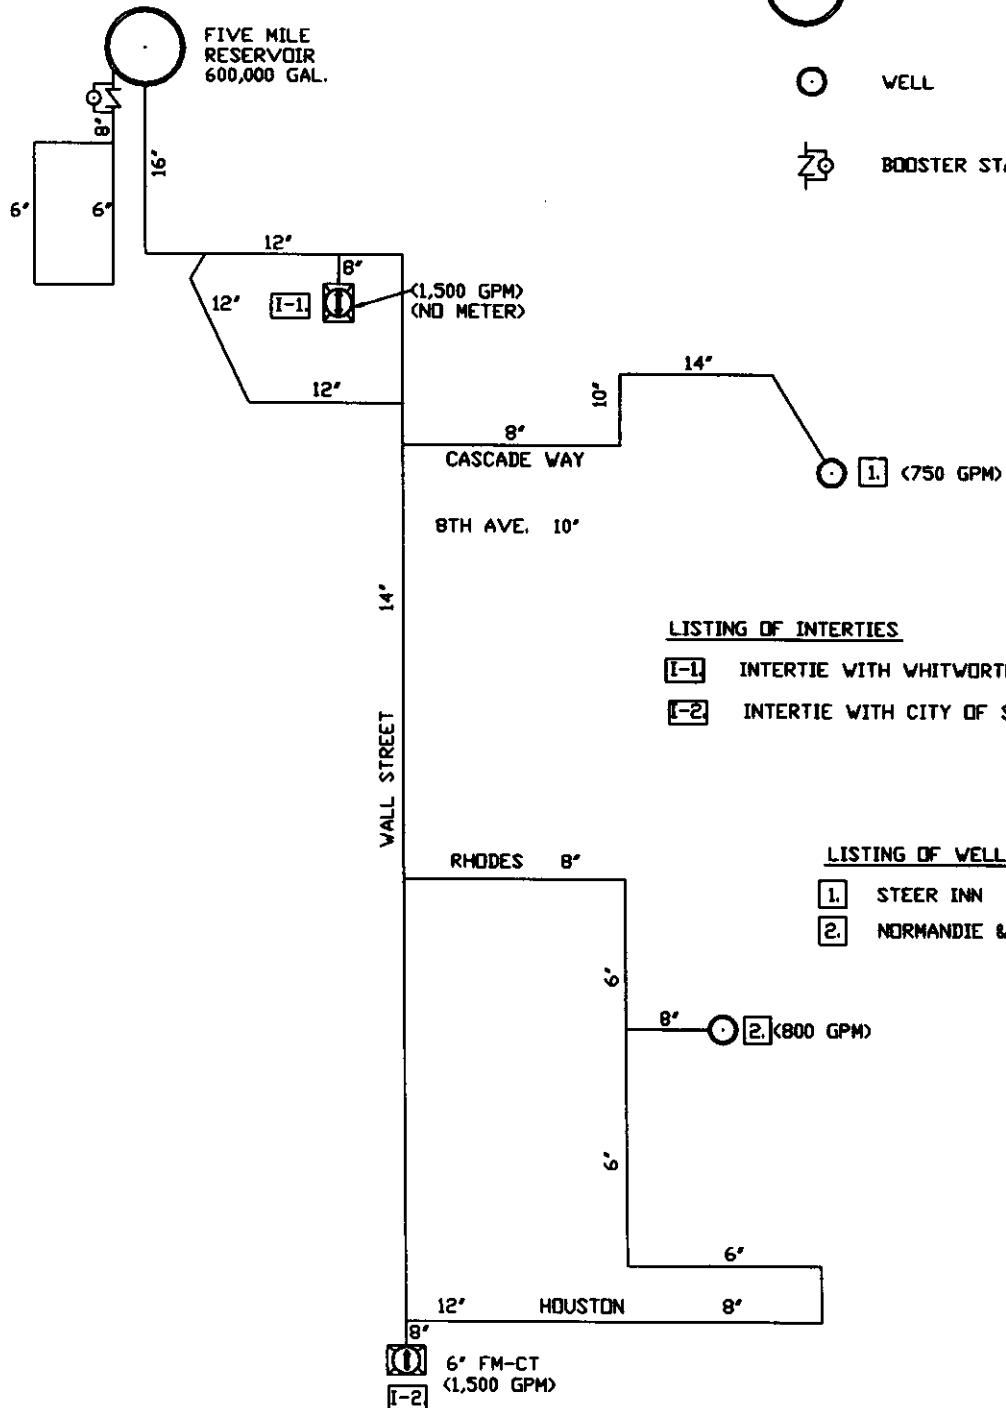 FIVE MILE
RESERVOIR
600,000 GAL.
WELL
BOOSTER
8"
16"
6"
6"
12"
8"
12"
I-1.
(1,500 GPM)
(NO METER)
12"
14"
10"
8"
CASCADE WAY
1. (750 GPM)
8TH AVE. 10"
14"
LISTING OF INTERTIES
I-1. INTERTIE WITH
I-2. INTERTIE WITH CITY OF
WALL STREET
RHODES 8"
LISTING OF
1. STEER INN
2. NORMANDIE &
6"
8"
2. (800 GPM)
6"
6"
12" HOUSTON 8"
8"
6" FM-CT
(1,500 GPM)
I-2.